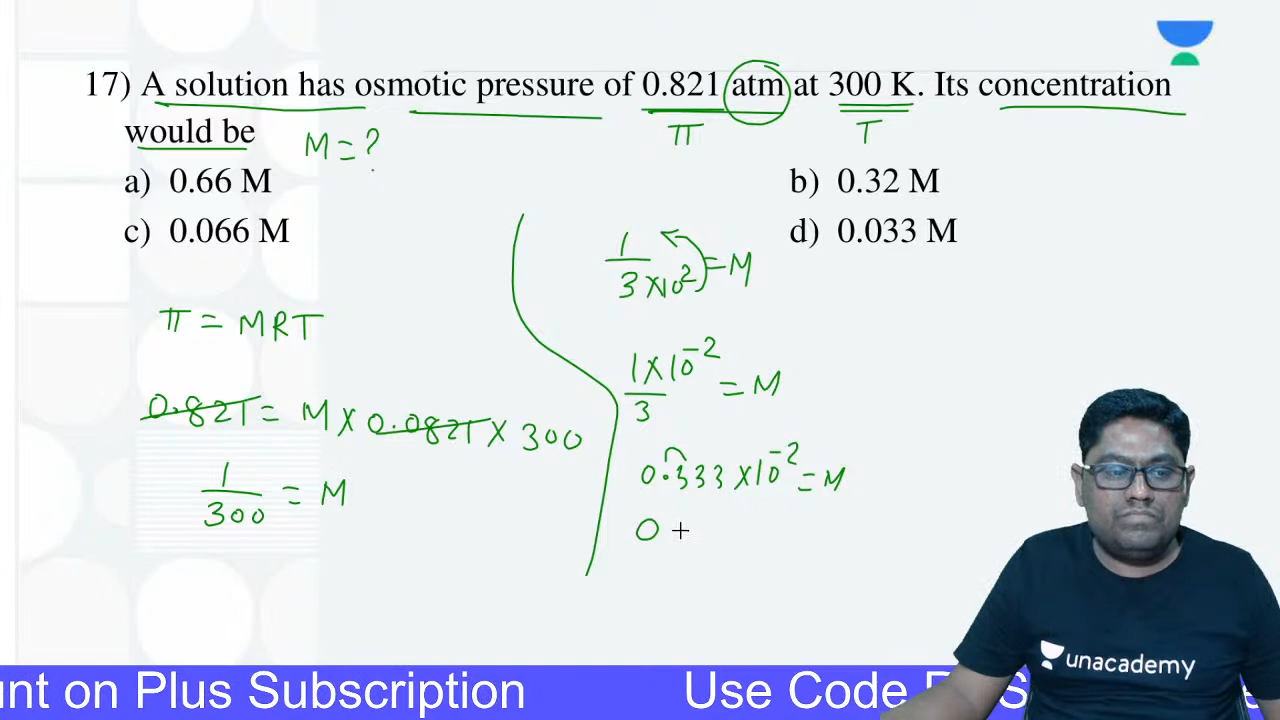 17) A solution has osmotic pressure of 0.821 atm at 300 K. Its concentration
would be M = ? π T
a) 0.66 M b) 0.32 M
c) 0.066 M d) 0.033 M
π = MRT
0.821 = M × 0.0821 × 300
1/300 = M
1/3×10² = M
1×10⁻²/3 = M
0.333 ×10⁻² = M
0
unacademy
unt on Plus Subscription Use Code